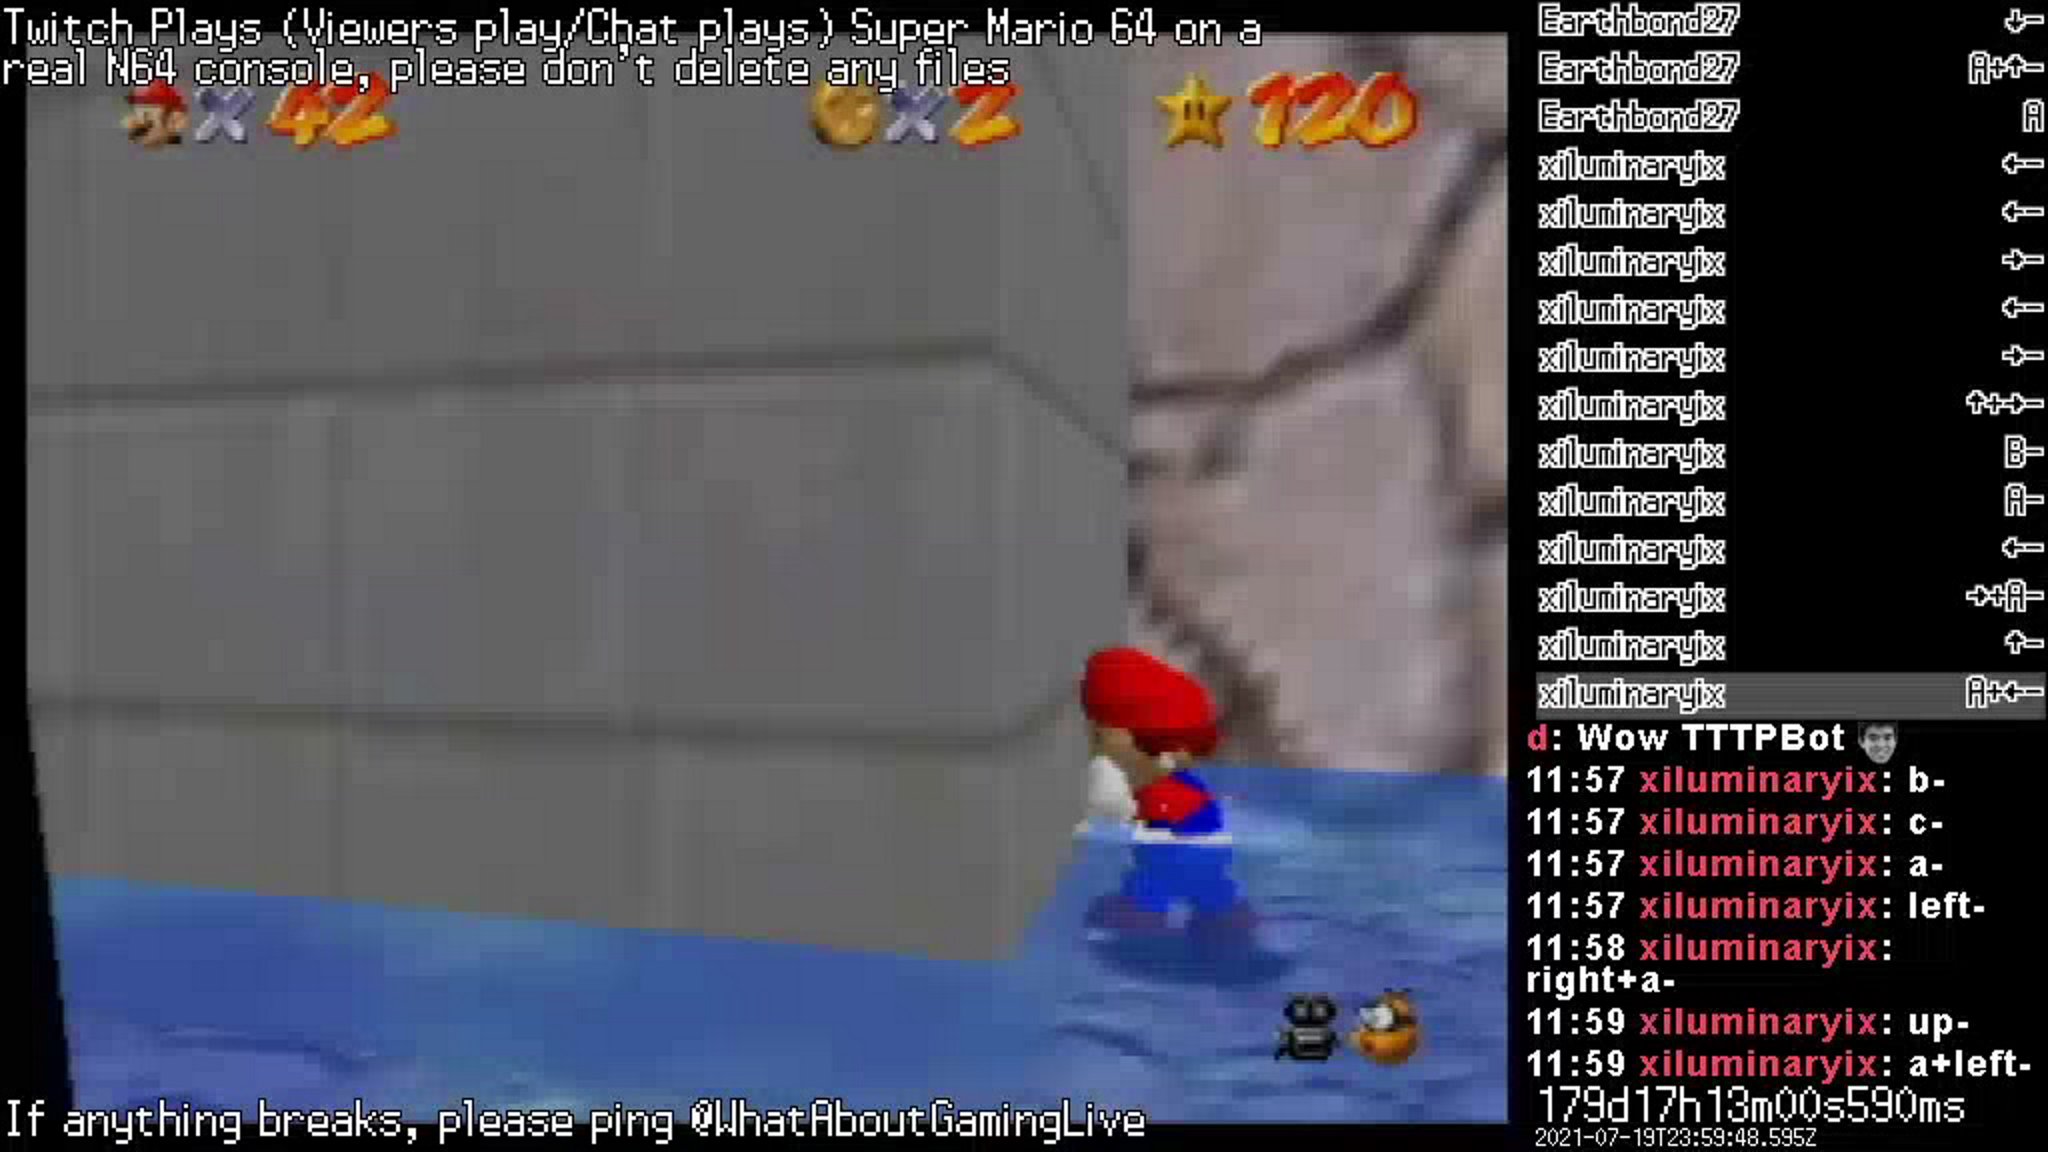 Twitch Plays (Viewers play/Chat plays) Super Mario 64 on a
real N64 console, please don't delete any files
× 42
× 2
120
Earthbond27 ←-
Earthbond27 A+↑-
Earthbond27 A
xiluminaryix ←-
xiluminaryix ←-
xiluminaryix →-
xiluminaryix ←-
xiluminaryix →-
xiluminaryix ↑+→-
xiluminaryix B-
xiluminaryix A-
xiluminaryix ←-
xiluminaryix →+A-
xiluminaryix ↑-
xiluminaryix A+←-
d: Wow TTTPBot
11:57 xiluminaryix: b-
11:57 xiluminaryix: c-
11:57 xiluminaryix: a-
11:57 xiluminaryix: left-
11:58 xiluminaryix:
right+a-
11:59 xiluminaryix: up-
11:59 xiluminaryix: a+left-
179d17h13m00s590ms
2021-07-19T23:59:48.595Z
If anything breaks, please ping @WhatAboutGamingLive